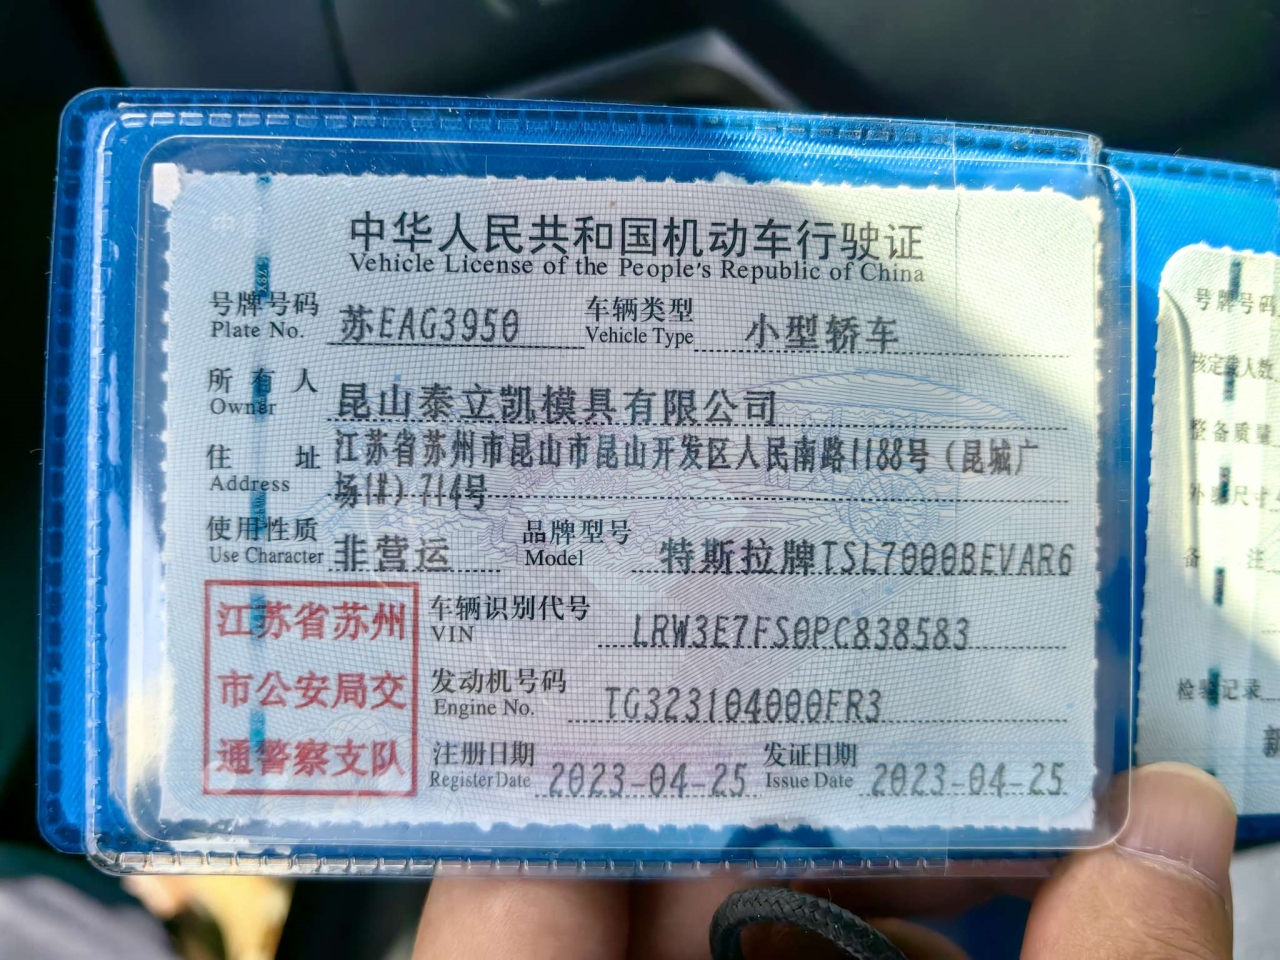 中华人民共和国机动车行驶证
Vehicle License of the People's Republic of China
号牌号码 苏EAG3950 车辆类型 小型轿车
Plate No. Vehicle Type
所有人 昆山泰立凯模具有限公司
Owner
住址 江苏省苏州市昆山市昆山开发区人民南路1188号（昆城广
Address 场(#）714号
使用性质 非营运 品牌型号 特斯拉牌TSL7000BEVAR6
Use Character Model
江苏省苏州
市公安局交
通警察支队
车辆识别代号 LRW3E7FS0PC838583
VIN
发动机号码 TG323104000FR3
Engine No.
注册日期 2023-04-25 发证日期 2023-04-25
Register Date Issue Date
号牌号码
核定载人数
整备质量
外廓尺寸
备注
检验记录